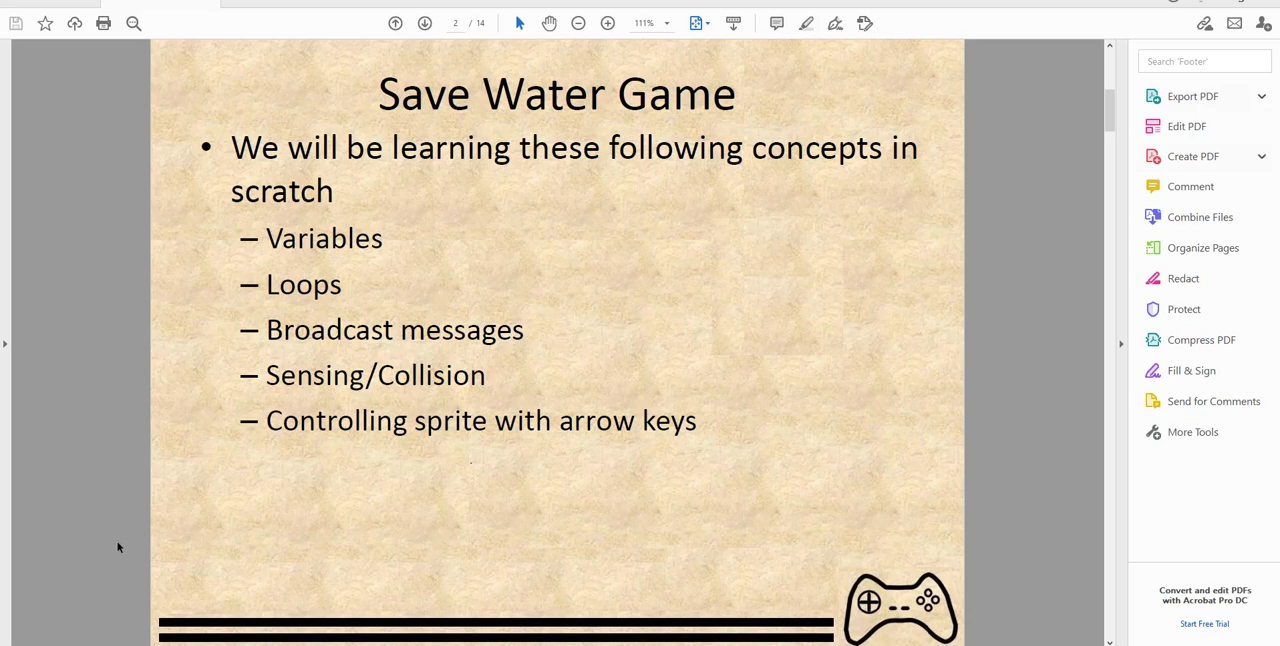 2 / 14
111%
Save Water Game
• We will be learning these following concepts in
scratch
– Variables
– Loops
– Broadcast messages
– Sensing/Collision
– Controlling sprite with arrow keys
Search 'Footer'
Export PDF
Edit PDF
Create PDF
Comment
Combine Files
Organize Pages
Redact
Protect
Compress PDF
Fill & Sign
Send for Comments
More Tools
Convert and edit PDFs
with Acrobat Pro DC
Start Free Trial